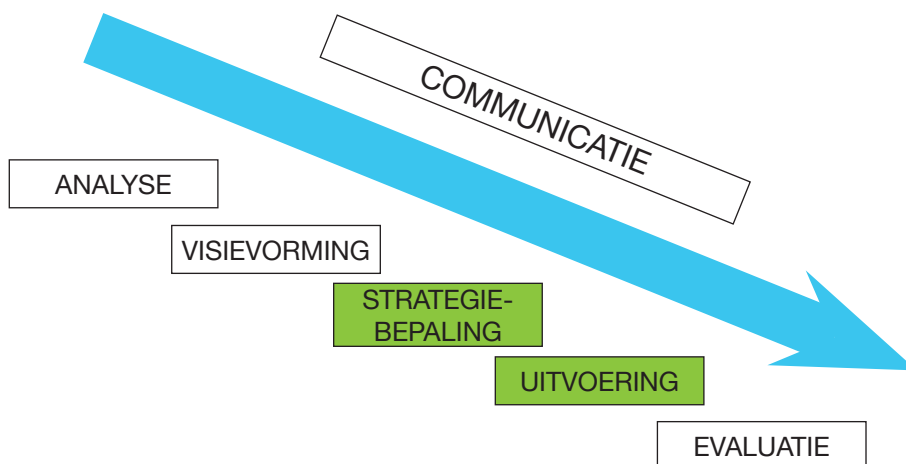 COMMUNICATIE
ANALYSE
VISIEVORMING
STRATEGIE-
BEPALING
UITVOERING
EVALUATIE